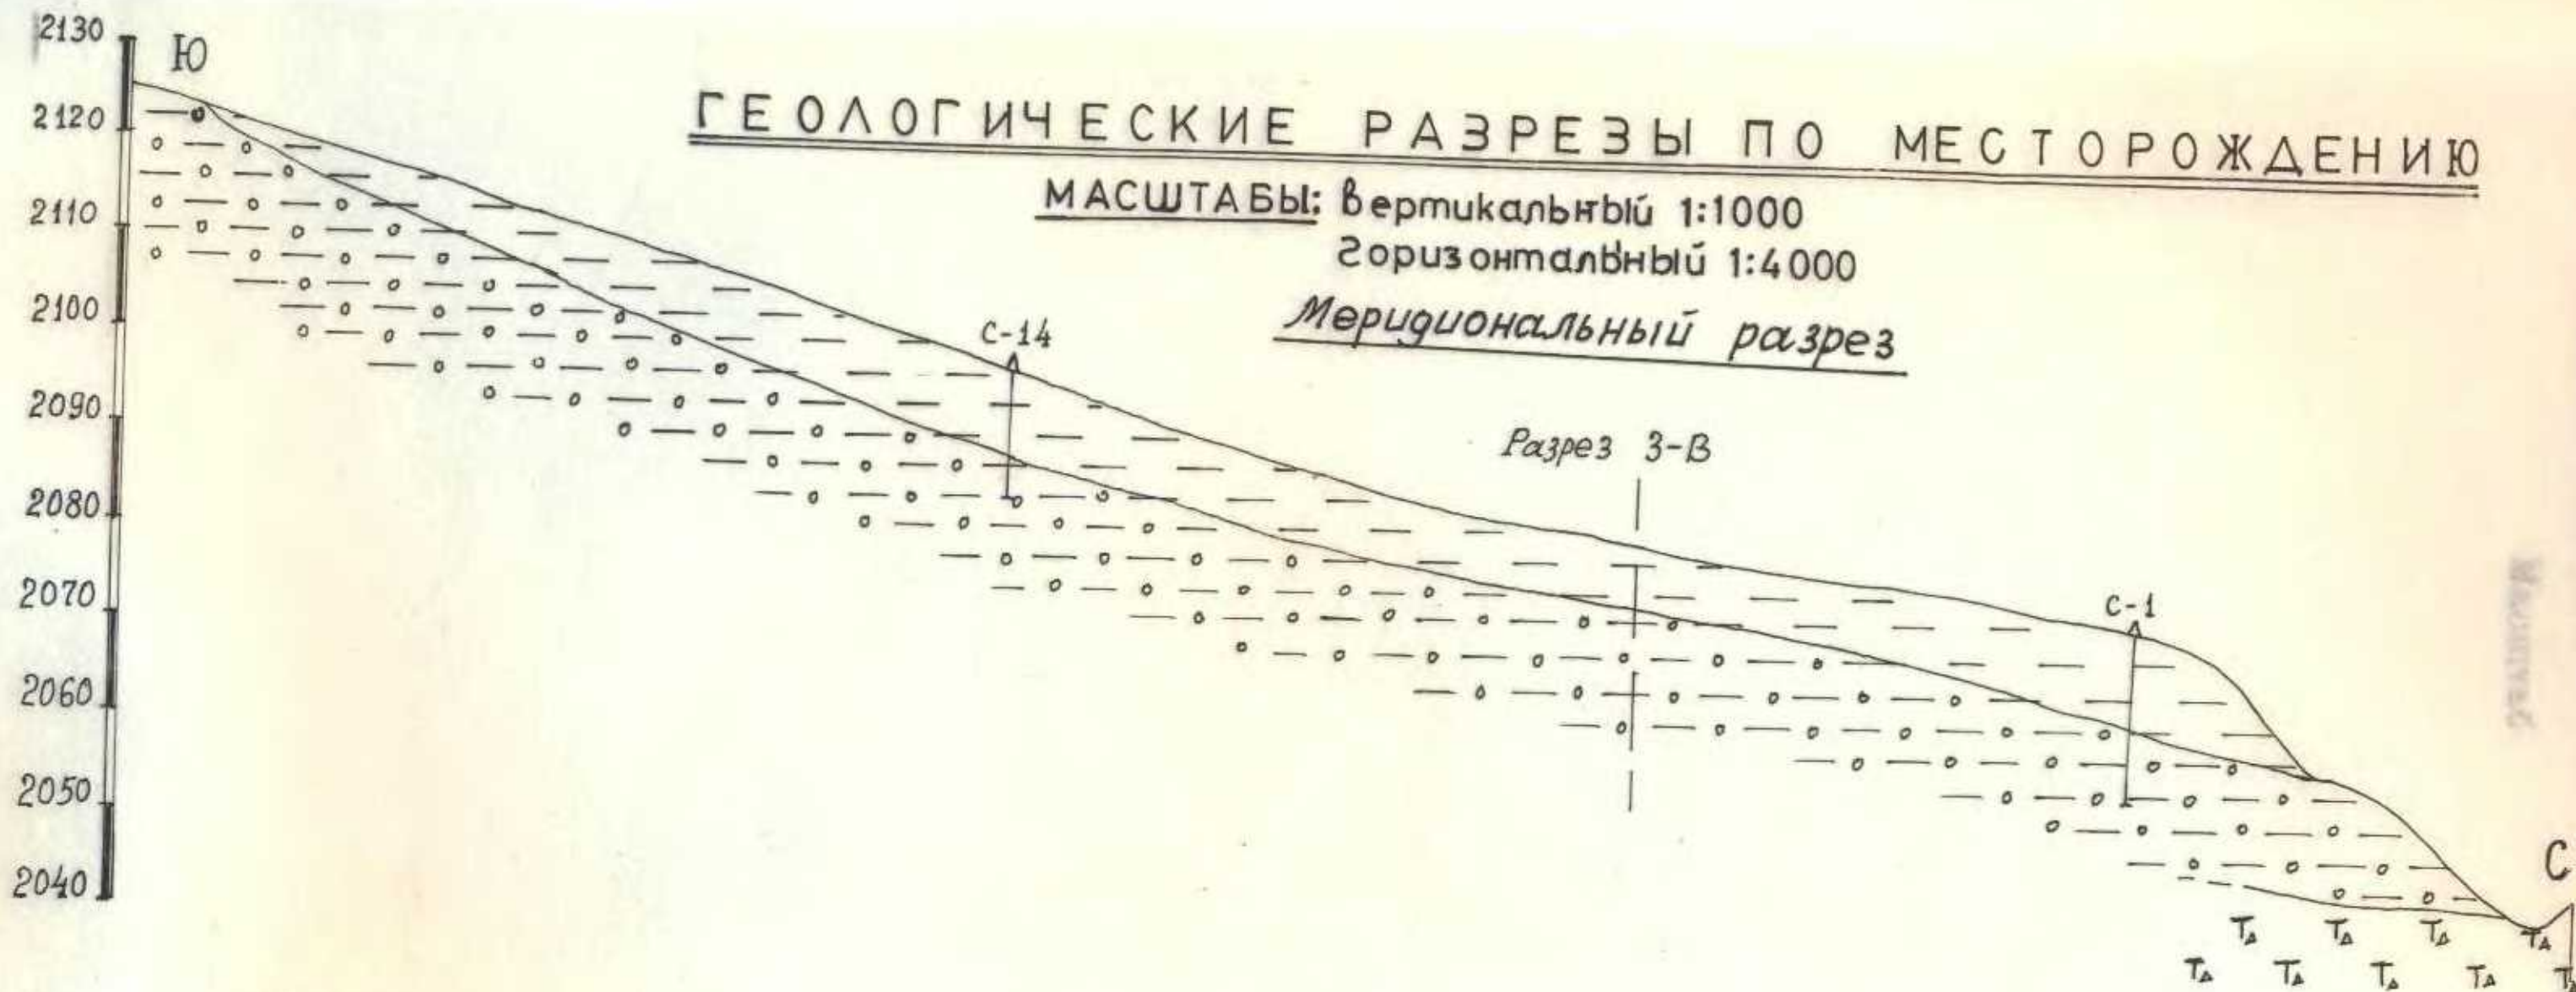 2130
Ю
2120
2110
2100
2090
2080
2070
2060
2050
2040
ГЕОЛОГИЧЕСКИЕ РАЗРЕЗЫ ПО МЕСТОРОЖДЕНИЮ
МАСШТАБЫ: вертикальный 1:1000
горизонтальный 1:4000
Меридиональный разрез
С-14
Разрез З-В
С-1
С
Т△ Т△ Т△ Т△
Т△ Т△ Т△ Т△